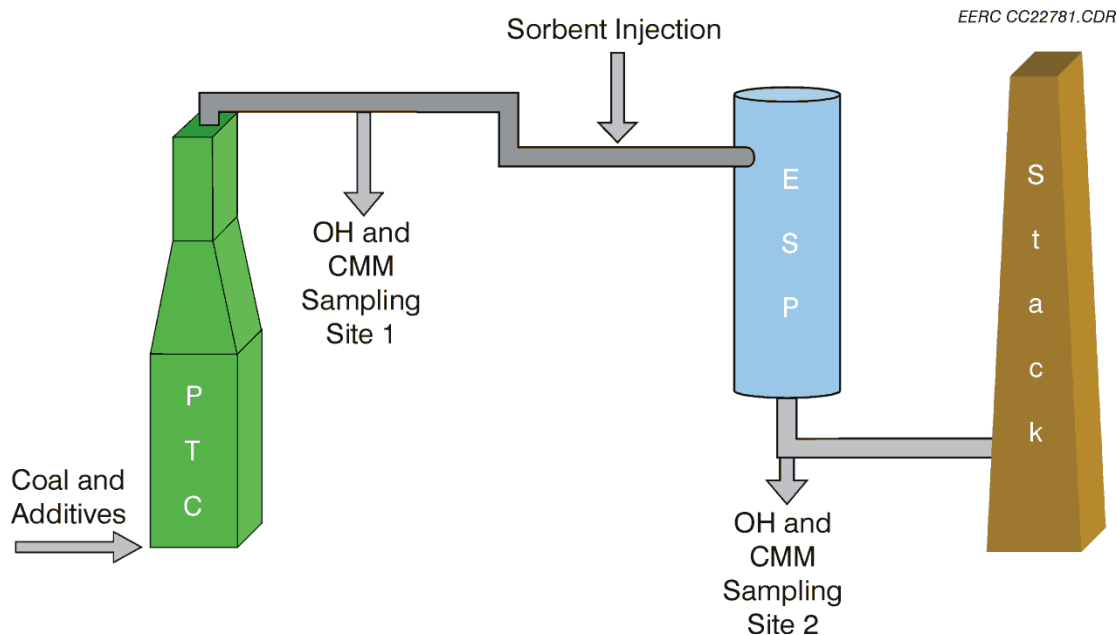 EERC CC22781.CDR
Sorbent Injection
OH and
CMM
Sampling
Site 1
P
T
C
Coal and
Additives
E
S
P
S
t
a
c
k
OH and
CMM
Sampling
Site 2